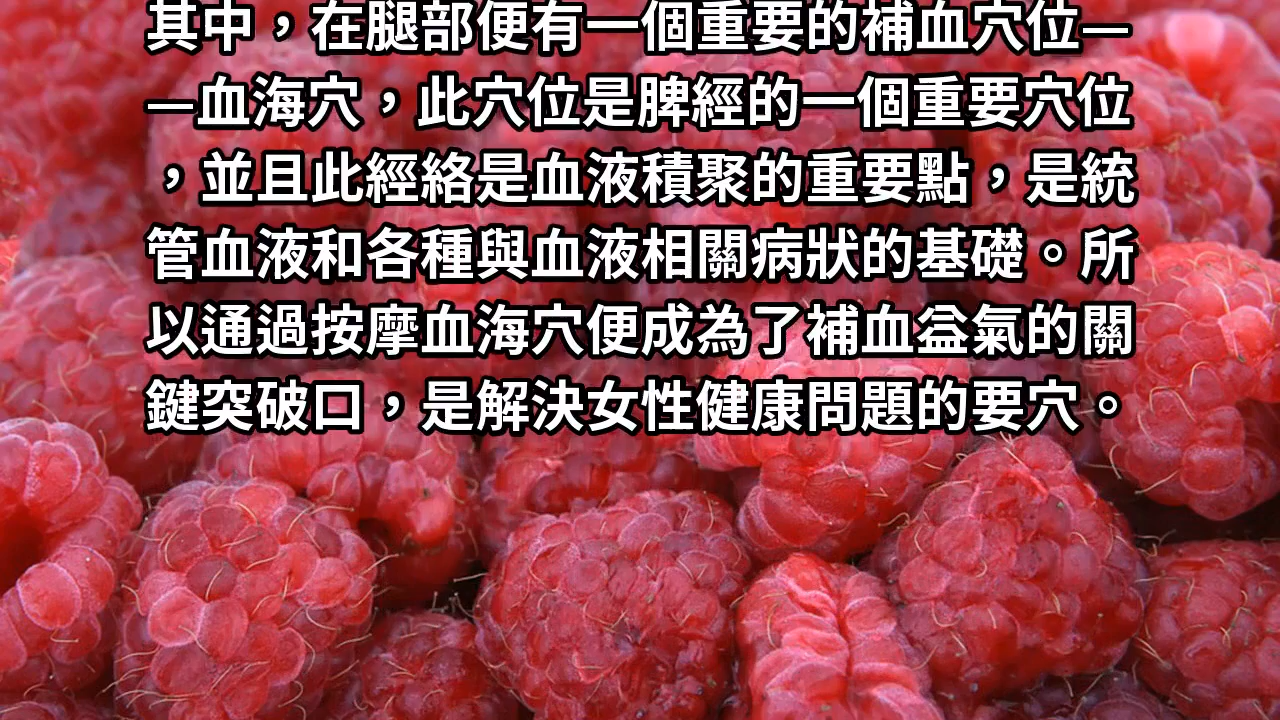 其中，在腿部便有一個重要的補血穴位—
—血海穴，此穴位是脾經的一個重要穴位
，並且此經絡是血液積聚的重要點，是統
管血液和各種與血液相關病狀的基礎。所
以通過按摩血海穴便成為了補血益氣的關
鍵突破口，是解決女性健康問題的要穴。